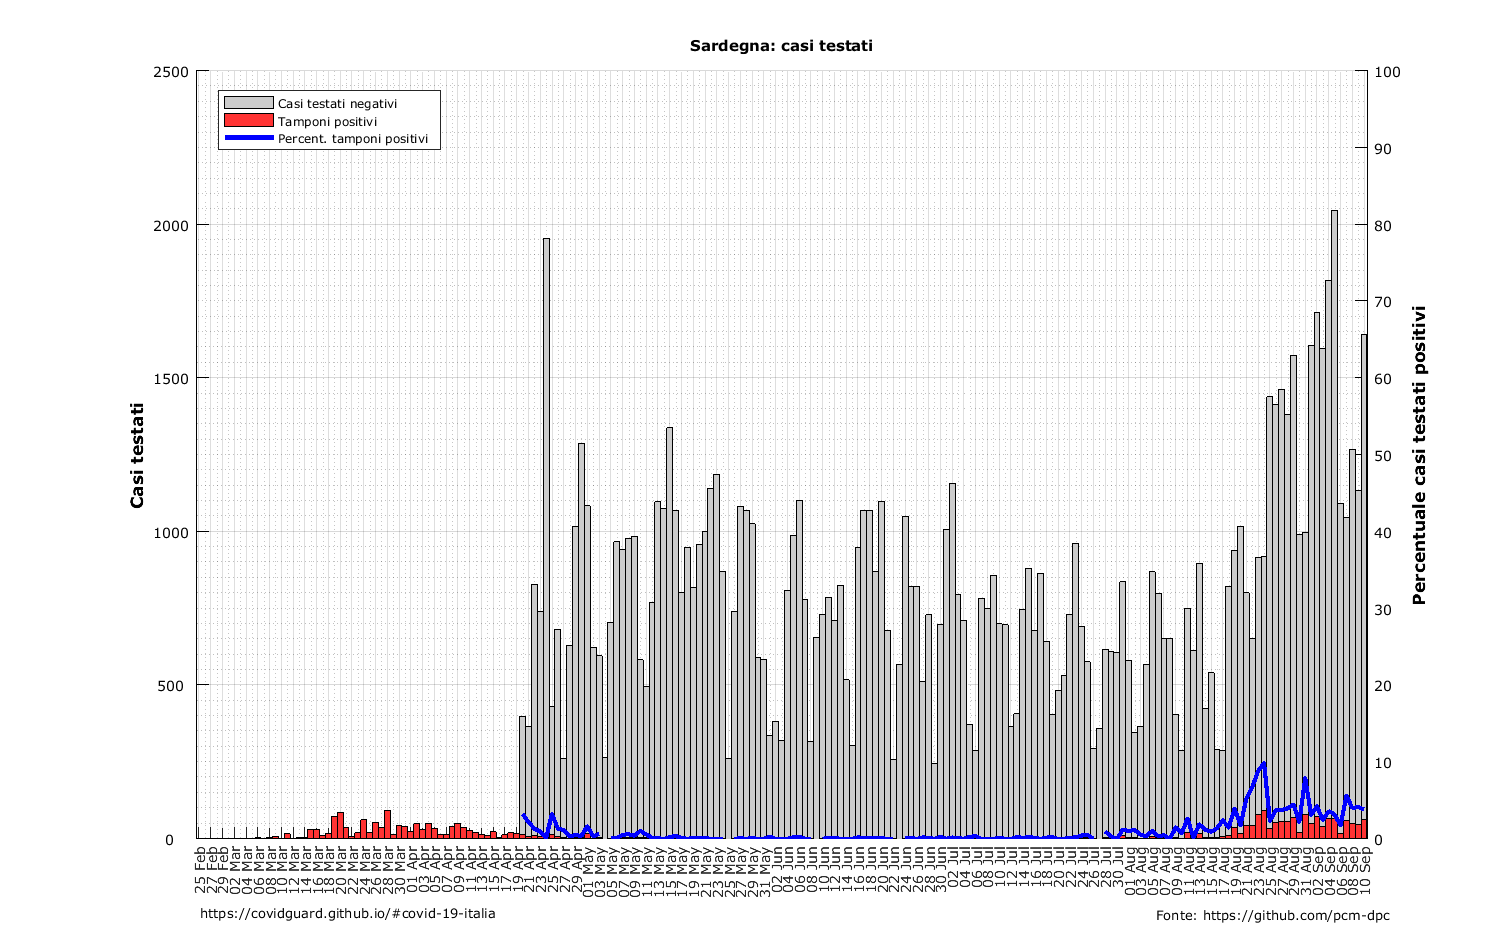 Sardegna: casi testati
Casi testati negativi
Tamponi positivi
Percent. tamponi positivi
Casi testati
2500
2000
1500
1000
500
0
100
90
80
70
60
50
40
30
20
10
0
Percentuale casi testati positivi
25 Feb
27 Feb
29 Feb
02 Mar
04 Mar
06 Mar
08 Mar
10 Mar
12 Mar
14 Mar
16 Mar
18 Mar
20 Mar
22 Mar
24 Mar
26 Mar
28 Mar
30 Mar
01 Apr
03 Apr
05 Apr
07 Apr
09 Apr
11 Apr
13 Apr
15 Apr
17 Apr
19 Apr
21 Apr
23 Apr
25 Apr
27 Apr
29 Apr
01 May
03 May
05 May
07 May
09 May
11 May
13 May
15 May
17 May
19 May
21 May
23 May
25 May
27 May
29 May
31 May
02 Jun
04 Jun
06 Jun
08 Jun
10 Jun
12 Jun
14 Jun
16 Jun
18 Jun
20 Jun
22 Jun
24 Jun
26 Jun
28 Jun
30 Jun
02 Jul
04 Jul
06 Jul
08 Jul
10 Jul
12 Jul
14 Jul
16 Jul
18 Jul
20 Jul
22 Jul
24 Jul
26 Jul
28 Jul
30 Jul
01 Aug
03 Aug
05 Aug
07 Aug
09 Aug
11 Aug
13 Aug
15 Aug
17 Aug
19 Aug
21 Aug
23 Aug
25 Aug
27 Aug
29 Aug
31 Aug
02 Sep
04 Sep
06 Sep
08 Sep
10 Sep
https://covidguard.github.io/#covid-19-italia
Fonte: https://github.com/pcm-dpc